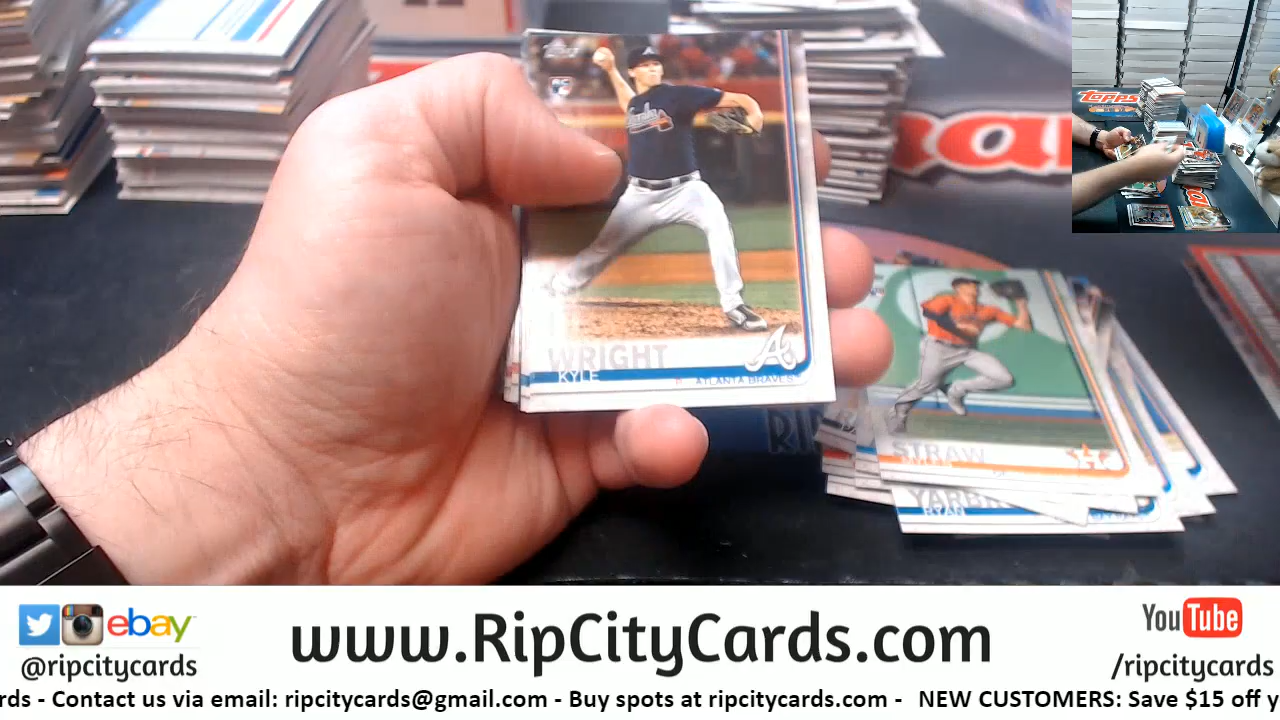 Topps
WRIGHT
KYLE
ATLANTA BRAVES
STRAW
RYAN
www.RipCityCards.com
ebay
@ripcitycards
YouTube
/ripcitycards
rds - Contact us via email: ripcitycards@gmail.com - Buy spots at ripcitycards.com - NEW CUSTOMERS: Save $15 off y